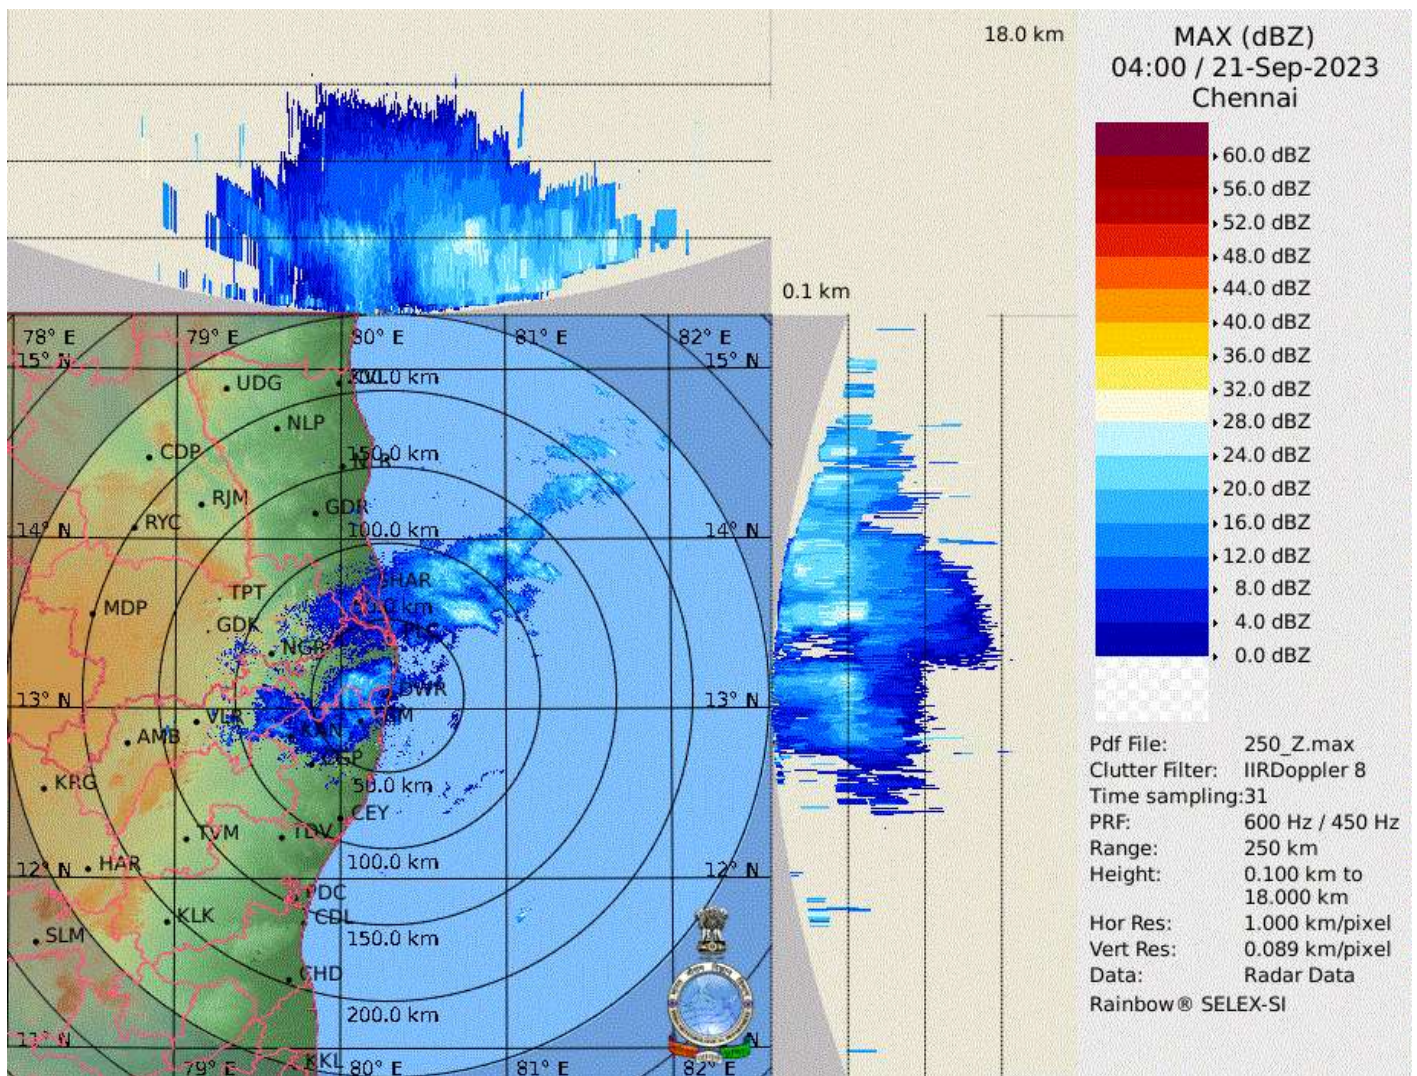 18.0 km
0.1 km
MAX (dBZ)
04:00 / 21-Sep-2023
Chennai
60.0 dBZ
56.0 dBZ
52.0 dBZ
48.0 dBZ
44.0 dBZ
40.0 dBZ
36.0 dBZ
32.0 dBZ
28.0 dBZ
24.0 dBZ
20.0 dBZ
16.0 dBZ
12.0 dBZ
8.0 dBZ
4.0 dBZ
0.0 dBZ
Pdf File: 250_Z.max
Clutter Filter: IIRDoppler 8
Time sampling:31
PRF: 600 Hz / 450 Hz
Range: 250 km
Height: 0.100 km to
18.000 km
Hor Res: 1.000 km/pixel
Vert Res: 0.089 km/pixel
Data: Radar Data
Rainbow® SELEX-SI
78° E 79° E 80° E 81° E 82° E
15° N 15° N
UDG
NLP
CDP
150.0 km
RJM
GDR
RYC
14° N 14° N
100.0 km
TPT
SHAR
MDP
GDK
NGR
DWR
13° N 13° N
VLR
AMB
KAN
CGP
KRG
50.0 km
CEY
TVM
TDV
100.0 km
HAR
12° N 12° N
PDC
KLK
CDL
SLM
150.0 km
CHD
200.0 km
11° N 11° N
KKL
79° E 80° E 81° E 82° E